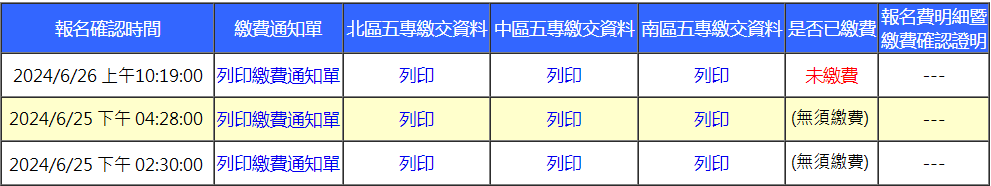 報名確認時間 繳費通知單 北區五專繳交資料 中區五專繳交資料 南區五專繳交資料 是否已繳費 報名費明細暨
繳費確認證明
2024/6/26 上午10:19:00 列印繳費通知單 列印 列印 列印 未繳費 ---
2024/6/25 下午 04:28:00 列印繳費通知單 列印 列印 列印 (無須繳費) ---
2024/6/25 下午 02:30:00 列印繳費通知單 列印 列印 列印 (無須繳費) ---